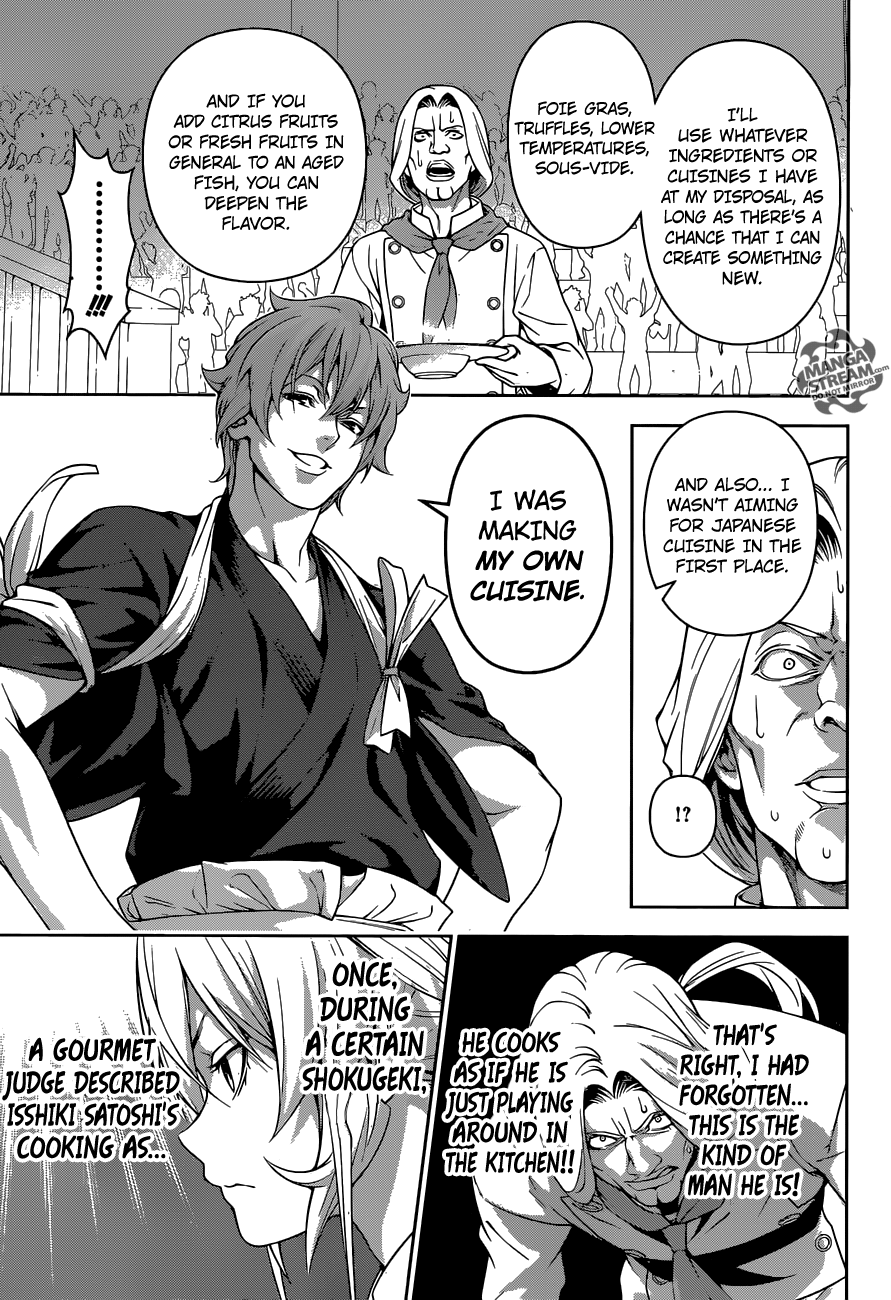 I'LL
USE WHATEVER
INGREDIENTS OR
CUISINES I HAVE
AT MY DISPOSAL, AS
LONG AS THERE'S A
CHANCE THAT I CAN
CREATE SOMETHING
NEW.
FOIE GRAS,
TRUFFLES, LOWER
TEMPERATURES,
SOUS-VIDE.
AND IF YOU
ADD CITRUS FRUITS
OR FRESH FRUITS IN
GENERAL TO AN AGED
FISH, YOU CAN
DEEPEN THE
FLAVOR.
.........!!!
MANGA
STREAM.com
DO NOT MIRROR
AND ALSO... I
WASN'T AIMING
FOR JAPANESE
CUISINE IN THE
FIRST PLACE.
!?
I WAS
MAKING
MY OWN
CUISINE.
THAT'S
RIGHT, I HAD
FORGOTTEN...
THIS IS THE
KIND OF
MAN HE IS!
HE COOKS
AS IF HE IS
JUST PLAYING
AROUND IN
THE KITCHEN!!
ONCE,
DURING
A CERTAIN
SHOKUGEKI,
A GOURMET
JUDGE DESCRIBED
ISSHIKI SATOSHI'S
COOKING AS...